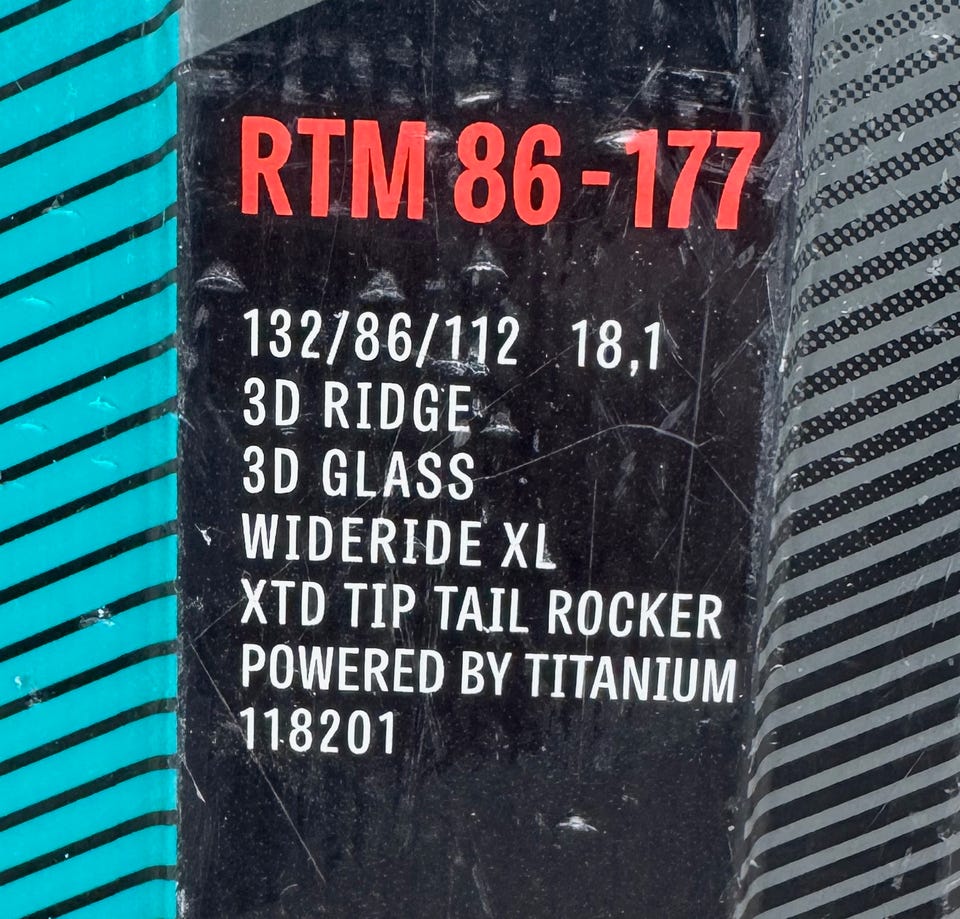 RTM 86 - 177
132/86/112 18,1
3D RIDGE
3D GLASS
WIDERIDE XL
XTD TIP TAIL ROCKER
POWERED BY TITANIUM
118201